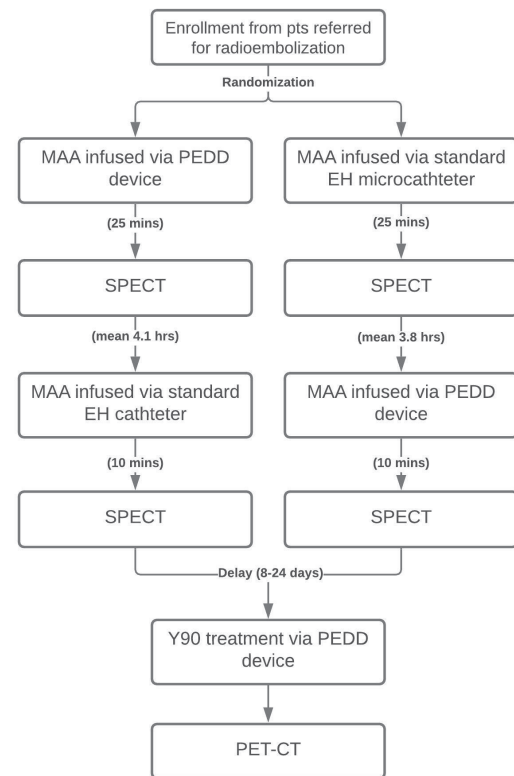 Enrollment from pts referred
for radioembolization
Randomization
MAA infused via PEDD
device
(25 mins)
SPECT
(mean 4.1 hrs)
MAA infused via standard
EH cathteter
(10 mins)
SPECT
MAA infused via standard
EH microcathteter
(25 mins)
SPECT
(mean 3.8 hrs)
MAA infused via PEDD
device
(10 mins)
SPECT
Delay (8-24 days)
Y90 treatment via PEDD
device
PET-CT